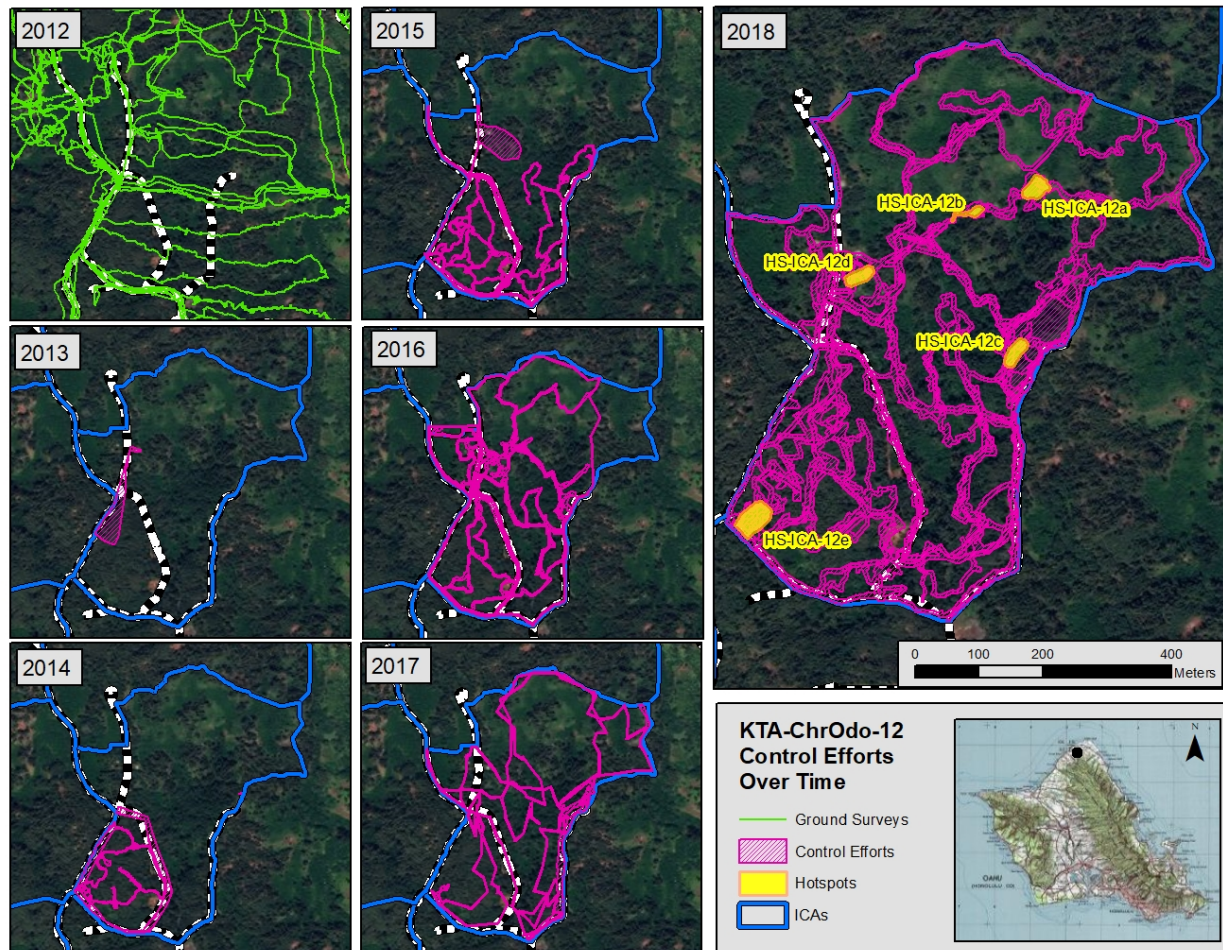 2012
2015
2018
HS-ICA-12b
HS-ICA-12a
HS-ICA-12d
HS-ICA-12c
HS-ICA-12e
2013
2016
2014
2017
0 100 200 400
Meters
KTA-ChrOdo-12
Control Efforts
Over Time
Ground Surveys
Control Efforts
Hotspots
ICAs
N
OAHU